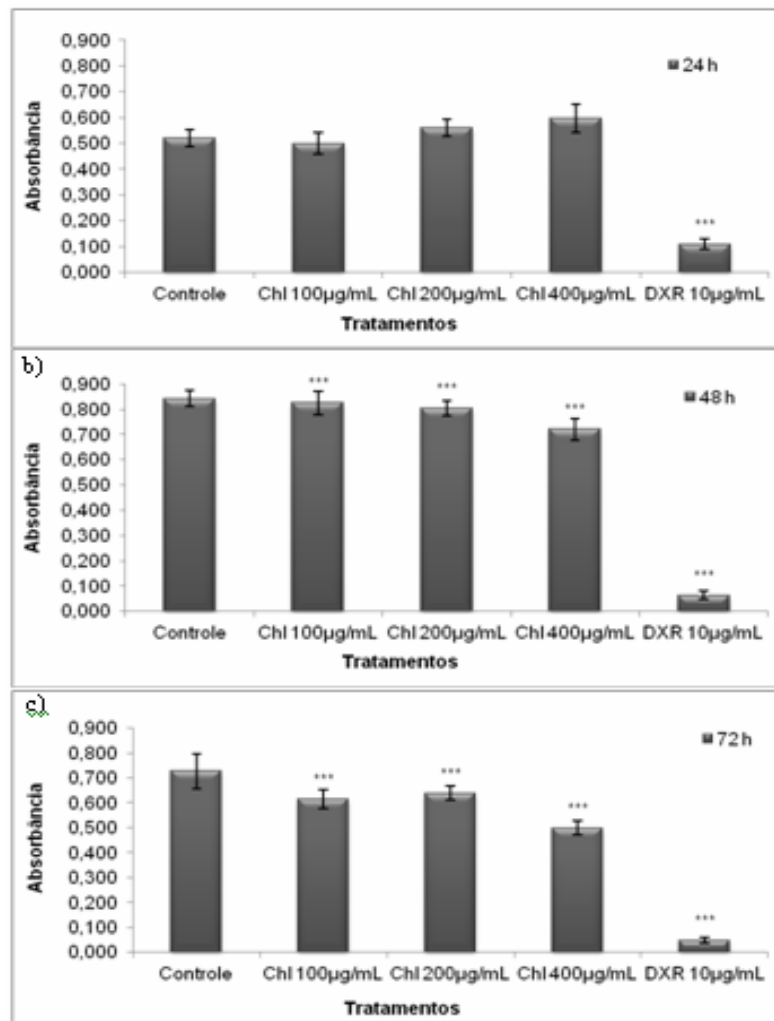 0,900
0,800
0,700
0,600
0,500
0,400
0,300
0,200
0,100
0,000
Absorbância
24 h
***
Controle Chl 100µg/mL Chl 200µg/mL Chl 400µg/mL DXR 10µg/mL
Tratamentos
b)
0,900
0,800
0,700
0,600
0,500
0,400
0,300
0,200
0,100
0,000
Absorbância
48 h
*** *** *** ***
Controle Chl 100µg/mL Chl 200µg/mL Chl 400µg/mL DXR 10µg/mL
Tratamentos
c)
0,900
0,800
0,700
0,600
0,500
0,400
0,300
0,200
0,100
0,000
Absorbância
72 h
*** *** *** ***
Controle Chl 100µg/mL Chl 200µg/mL Chl 400µg/mL DXR 10µg/mL
Tratamentos